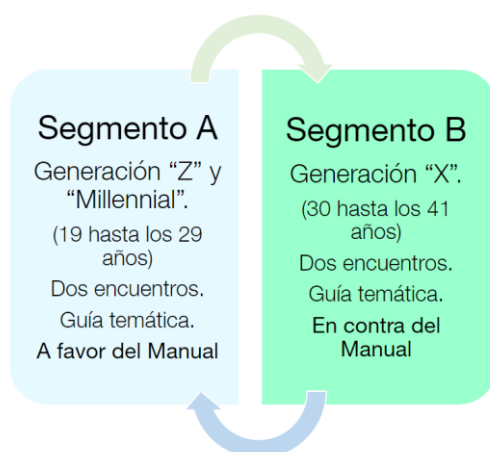 Segmento A
Generación "Z" y
"Millennial".
(19 hasta los 29
años)
Dos encuentros.
Guía temática.
A favor del Manual
Segmento B
Generación "X".
(30 hasta los 41
años)
Dos encuentros.
Guía temática.
En contra del
Manual